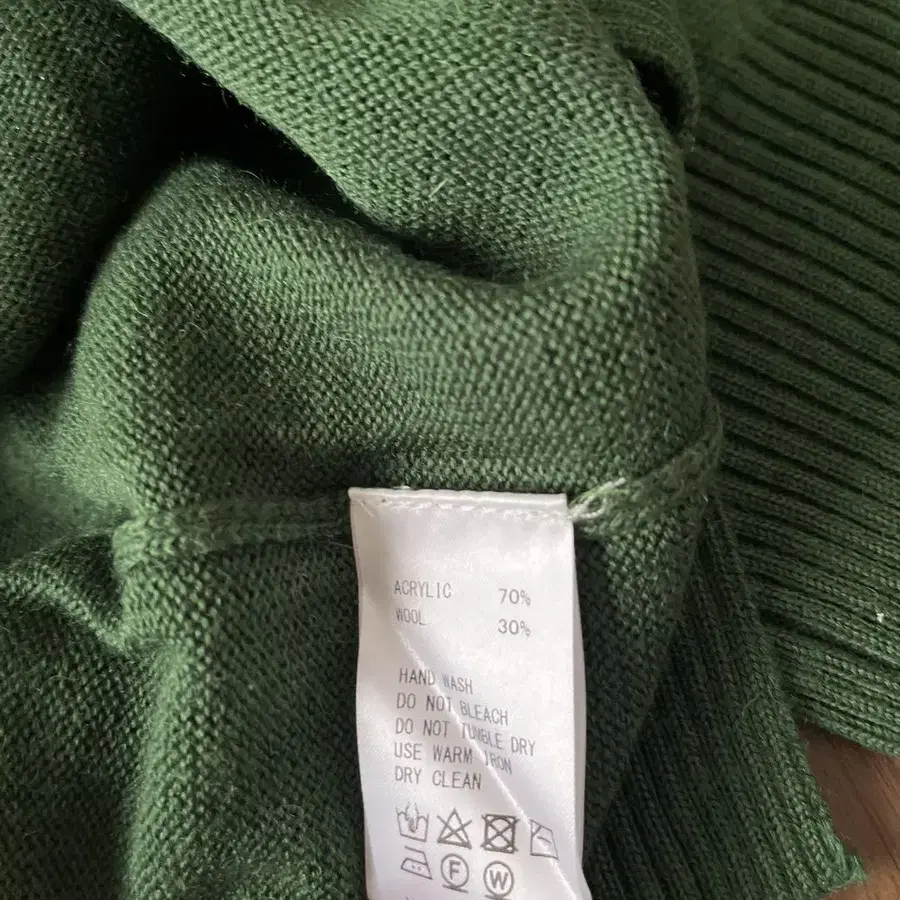 ACRYLIC 70%
WOOL 30%
HAND WASH
DO NOT BLEACH
DO NOT TUMBLE DRY
USE WARM IRON
DRY CLEAN
F W